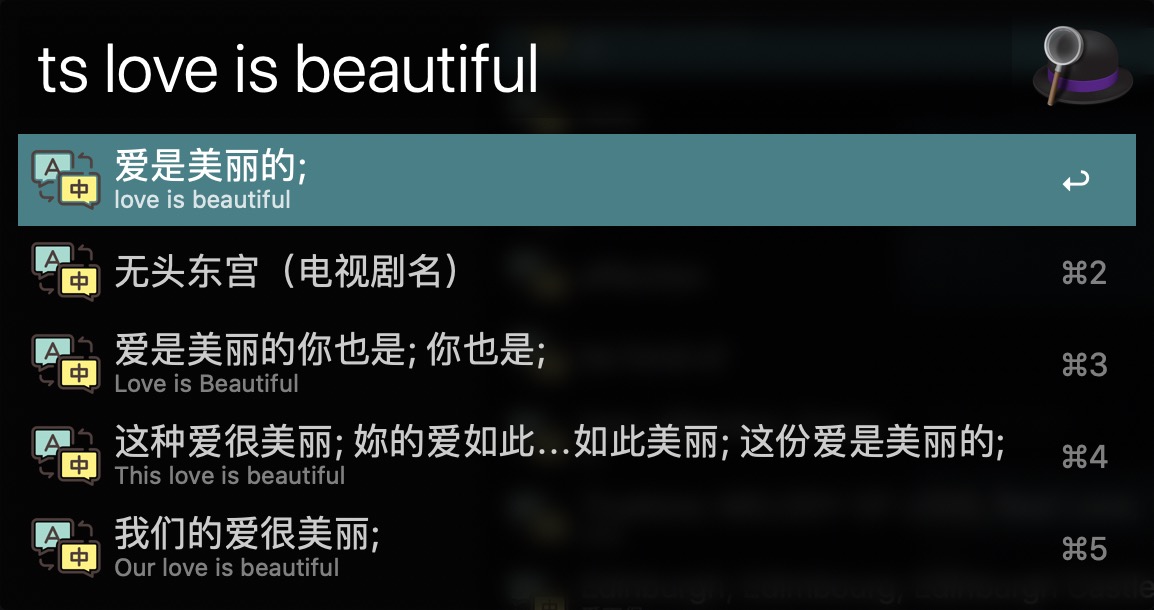 ts love is beautiful
爱是美丽的;
love is beautiful
无头东宫（电视剧名）
⌘2
爱是美丽的你也是; 你也是;
Love is Beautiful
⌘3
这种爱很美丽; 妳的爱如此...如此美丽; 这份爱是美丽的;
This love is beautiful
⌘4
我们的爱很美丽;
Our love is beautiful
⌘5